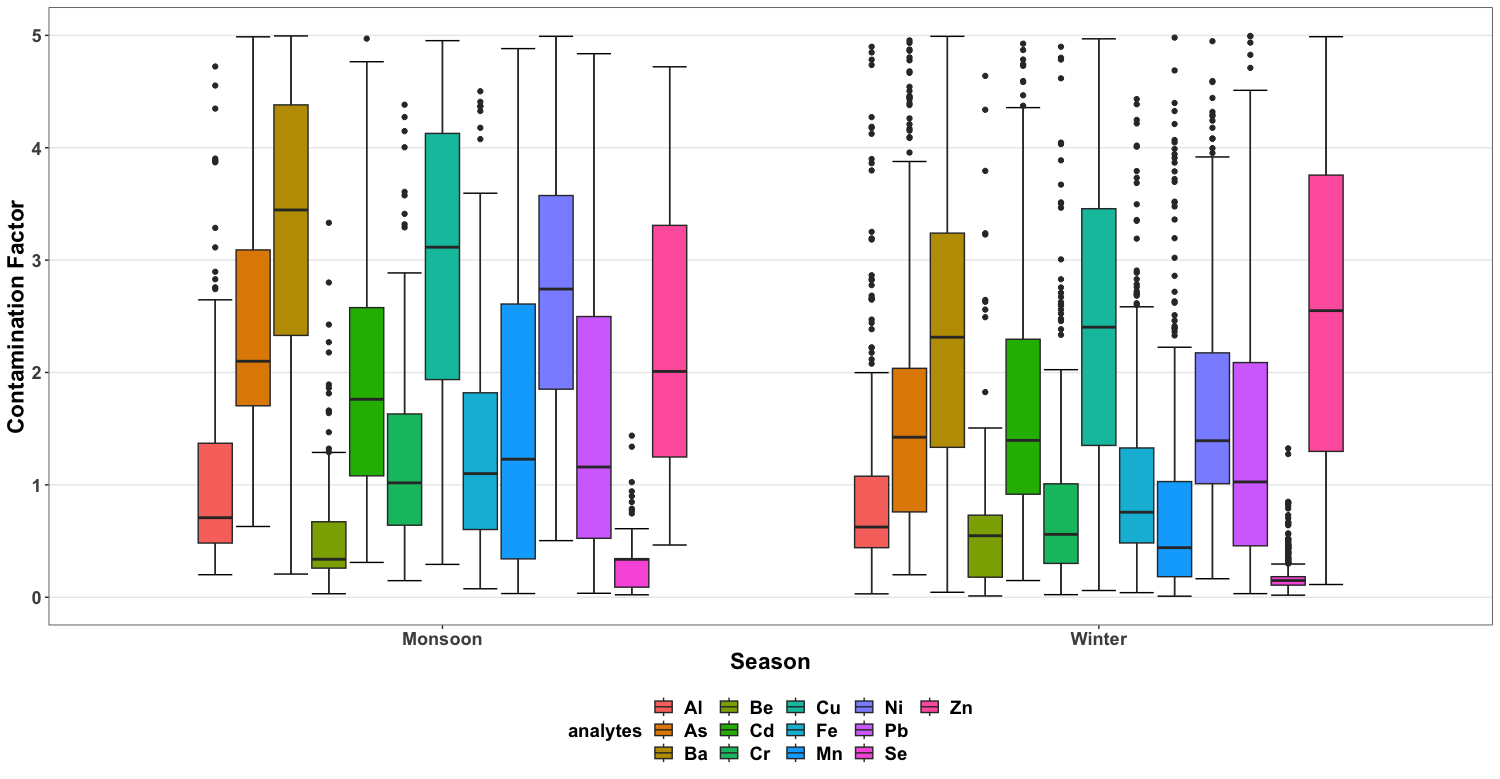 Contamination Factor
5
4
3
2
1
0
Monsoon Winter
Season
analytes
Al Be Cu Ni Zn
As Cd Fe Pb
Ba Cr Mn Se